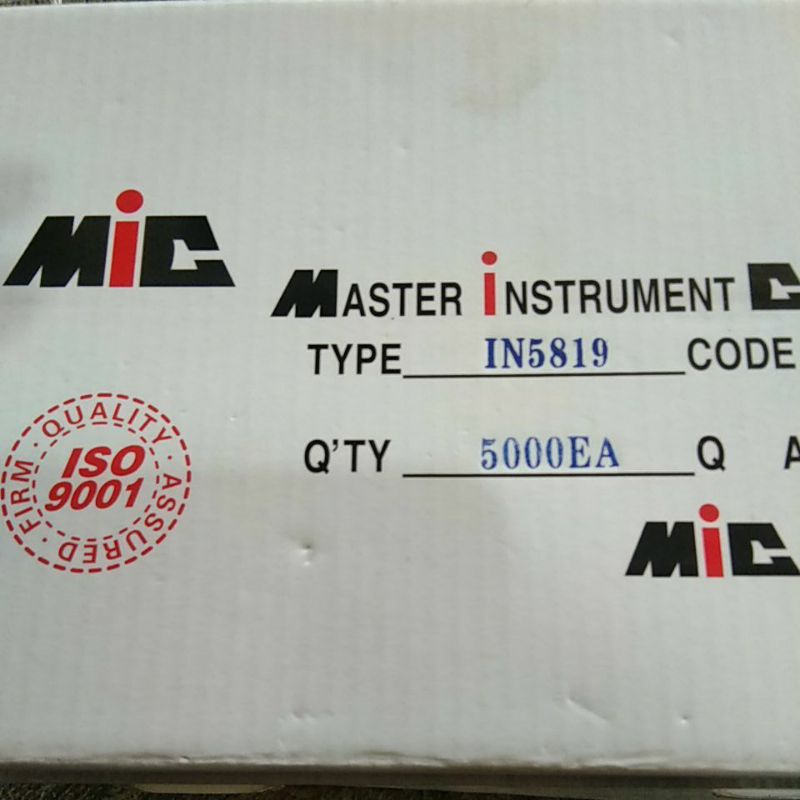 MiC
MASTER iNSTRUMENT C
TYPE IN5819 CODE
Q'TY 5000EA Q A
FIRM · QUALITY · ASSURED ·
ISO
9001
MiC